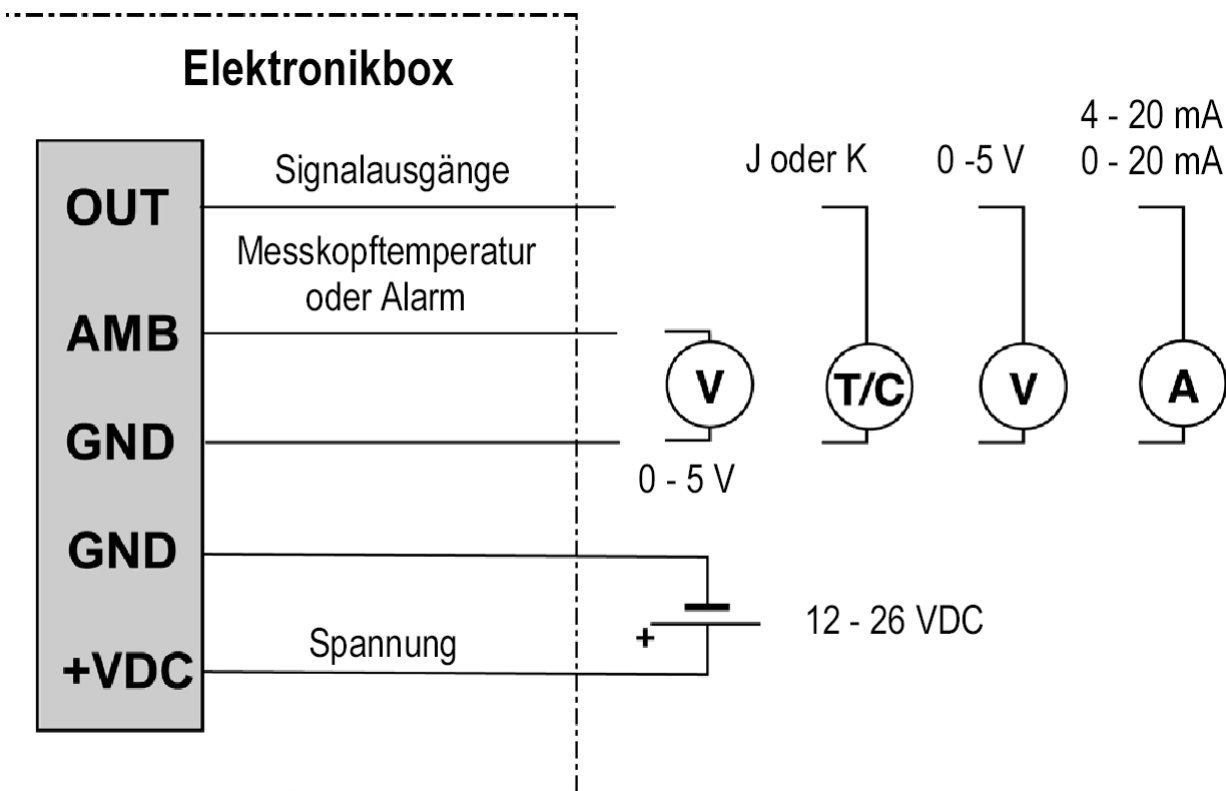 Elektronikbox
4 - 20 mA
J oder K
0 -5 V
0 - 20 mA
Signalausgänge
OUT
Messkopftemperatur
oder Alarm
AMB
V
T/C
V
A
GND
0 - 5 V
GND
12 - 26 VDC
+
Spannung
+VDC